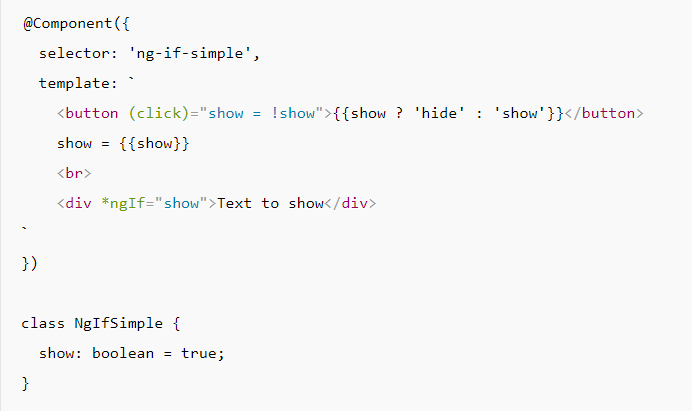 @Component({
  selector: 'ng-if-simple',
  template: `
    <button (click)="show = !show">{{show ? 'hide' : 'show'}}</button>
    show = {{show}}
    <br>
    <div *ngIf="show">Text to show</div>
`
})

class NgIfSimple {
  show: boolean = true;
}